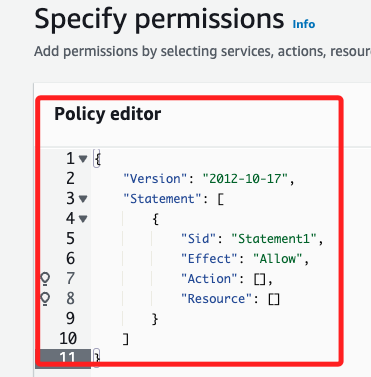 Specify permissions Info
Add permissions by selecting services, actions, resour
Policy editor
1 {
2 "Version": "2012-10-17",
3 "Statement": [
4 {
5 "Sid": "Statement1",
6 "Effect": "Allow",
7 "Action": [],
8 "Resource": []
9 }
10 ]
11 }